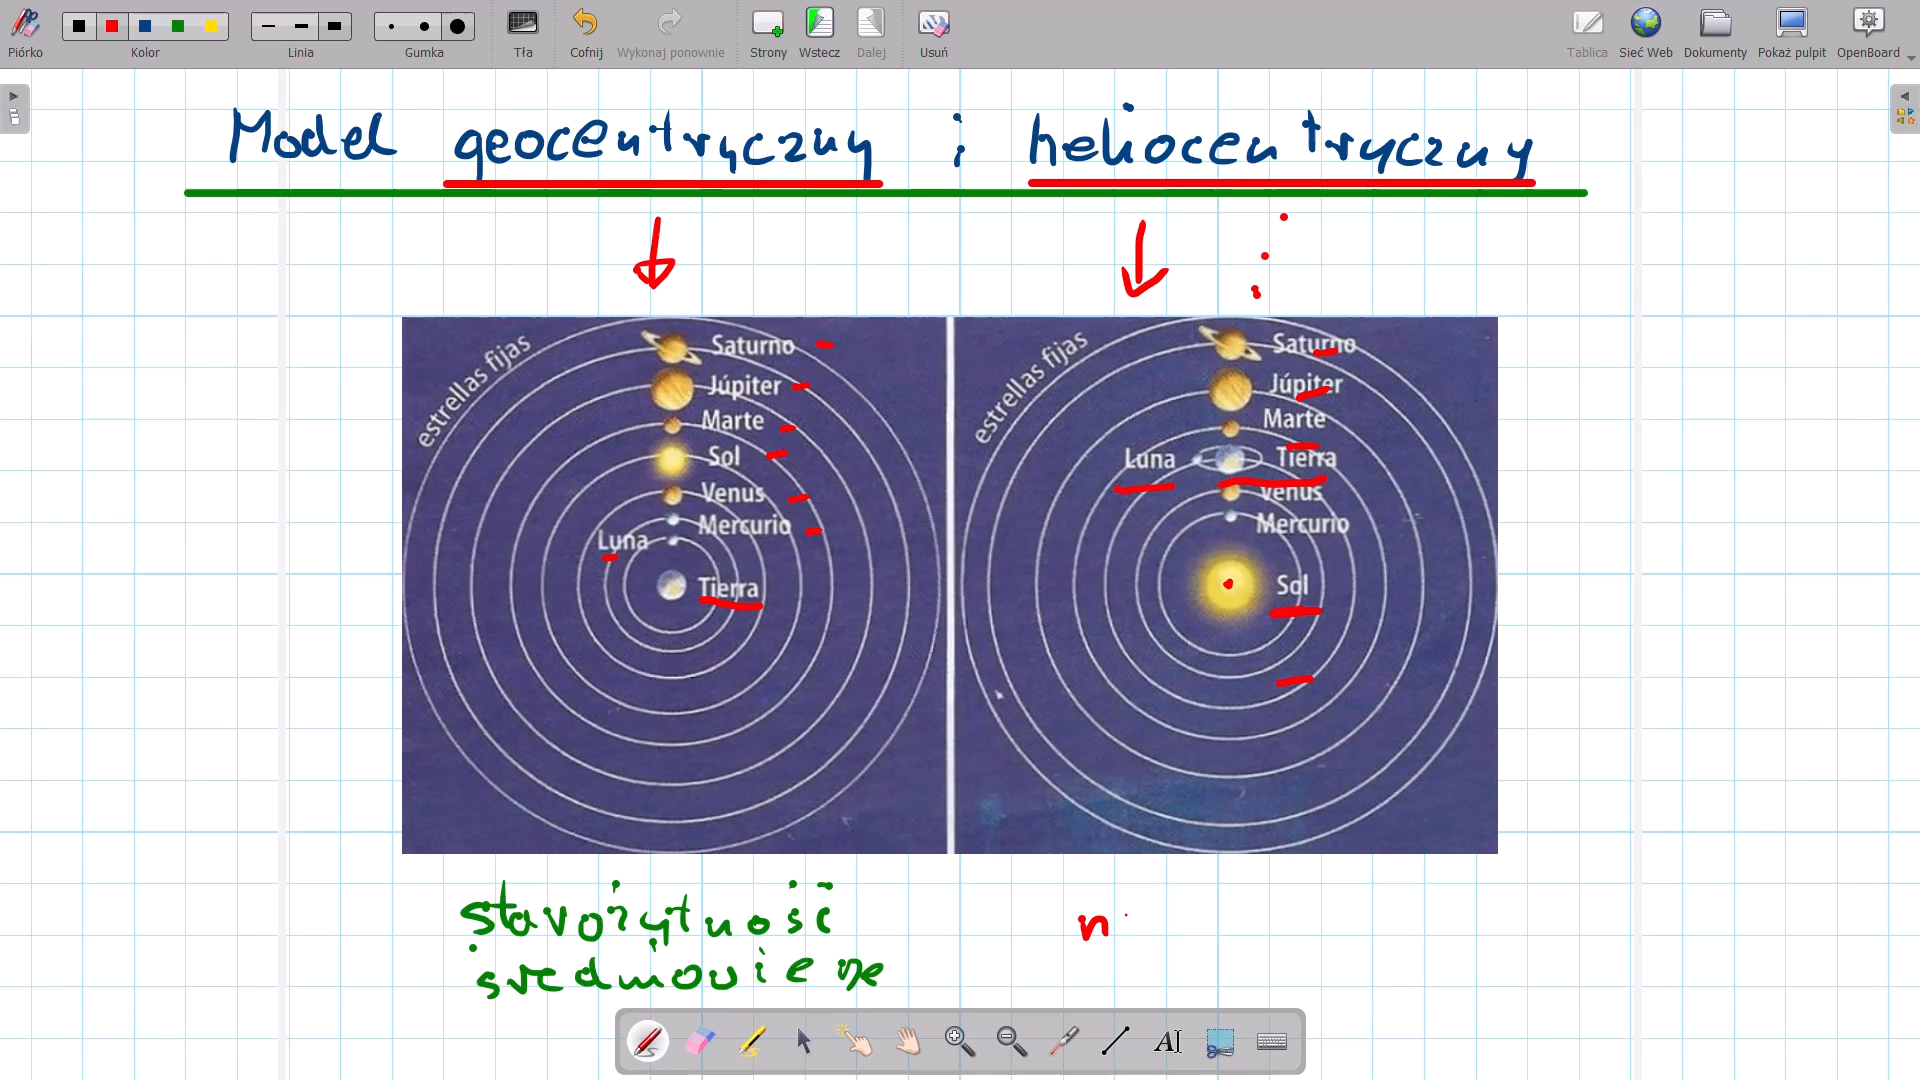 Piórko
Kolor
Linia
Gumka
Tła
Cofnij
Wykonaj ponownie
Strony
Wstecz
Dalej
Usuń
Tablica
Sieć Web
Dokumenty
Pokaż pulpit
OpenBoard
Model geocentryczny i heliocentryczny
estrellas fijas
Saturno
Júpiter
Marte
Sol
Venus
Mercurio
Luna
Tierra
estrellas fijas
Saturno
Júpiter
Marte
Luna
Tierra
Venus
Mercurio
Sol
starożytność
n